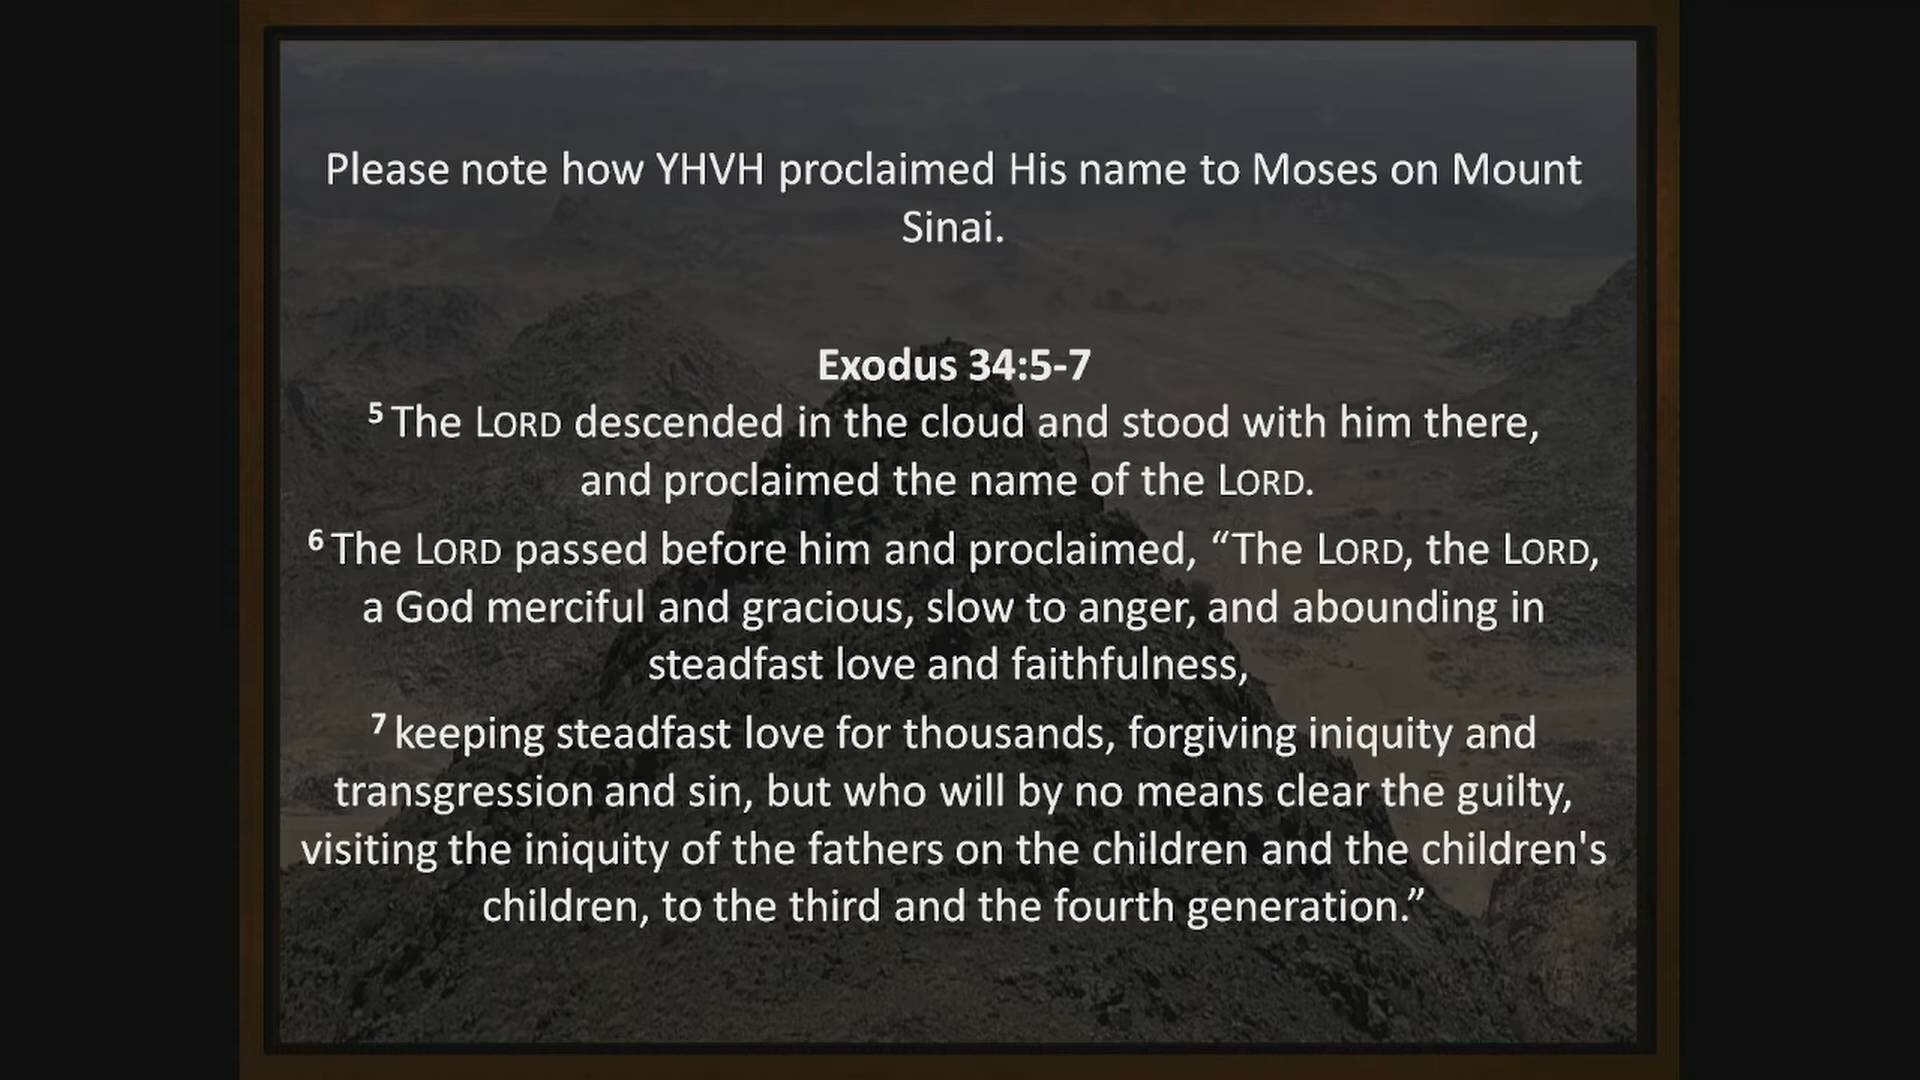 Please note how YHVH proclaimed His name to Moses on Mount
Sinai.
Exodus 34:5-7
5 The LORD descended in the cloud and stood with him there,
and proclaimed the name of the LORD.
6 The LORD passed before him and proclaimed, “The LORD, the LORD,
a God merciful and gracious, slow to anger, and abounding in
steadfast love and faithfulness,
7 keeping steadfast love for thousands, forgiving iniquity and
transgression and sin, but who will by no means clear the guilty,
visiting the iniquity of the fathers on the children and the children's
children, to the third and the fourth generation.”